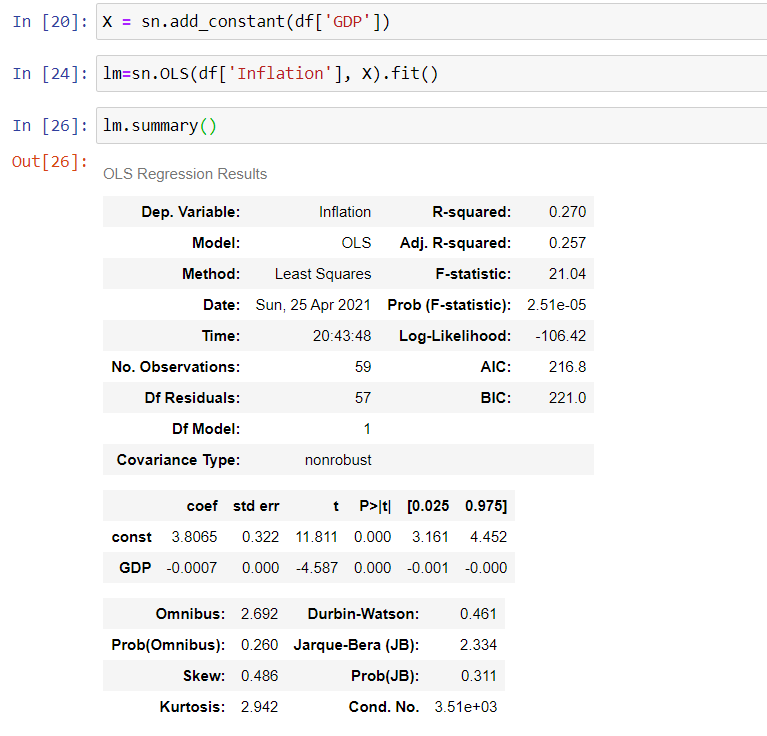 In [20]: X = sn.add_constant(df['GDP'])
In [24]: lm=sn.OLS(df['Inflation'], X).fit()
In [26]: lm.summary()
Out[26]:
OLS Regression Results
Dep. Variable: Inflation R-squared: 0.270
Model: OLS Adj. R-squared: 0.257
Method: Least Squares F-statistic: 21.04
Date: Sun, 25 Apr 2021 Prob (F-statistic): 2.51e-05
Time: 20:43:48 Log-Likelihood: -106.42
No. Observations: 59 AIC: 216.8
Df Residuals: 57 BIC: 221.0
Df Model: 1
Covariance Type: nonrobust
coef std err t P>|t| [0.025 0.975]
const 3.8065 0.322 11.811 0.000 3.161 4.452
GDP -0.0007 0.000 -4.587 0.000 -0.001 -0.000
Omnibus: 2.692 Durbin-Watson: 0.461
Prob(Omnibus): 0.260 Jarque-Bera (JB): 2.334
Skew: 0.486 Prob(JB): 0.311
Kurtosis: 2.942 Cond. No. 3.51e+03